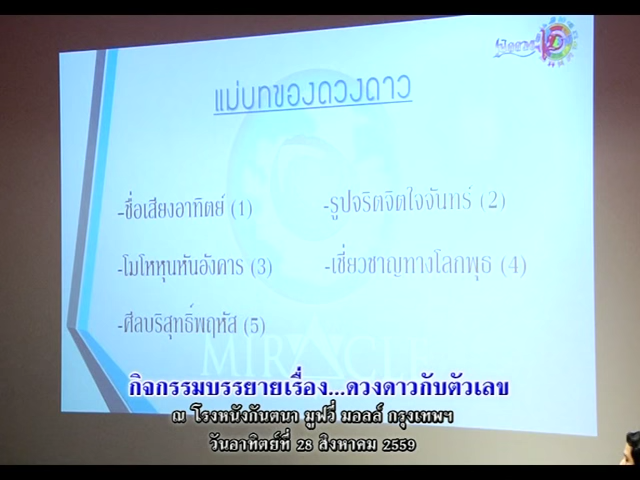 แม่บทของดวงดาว
-ชื่อเสียงอาทิตย์ (1)
-รูปจริตจิตใจจันทร์ (2)
-โมโหหุนหันอังคาร (3)
-เชี่ยวชาญทางโลกพุธ (4)
-ศีลบริสุทธิ์พฤหัส (5)
MIRACLE
กิจกรรมบรรยายเรื่อง...ดวงดาวกับตัวเลข
ณ โรงหนังกันตนา มูฟวี่ มอลล์ กรุงเทพฯ
วันอาทิตย์ที่ 28 สิงหาคม 2559